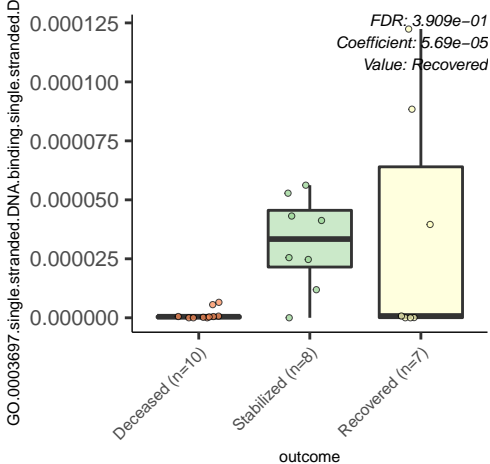 GO.0003697.single.stranded.DNA.binding.single.stranded.D
0.000125
0.000100
0.000075
0.000050
0.000025
0.000000
FDR: 3.909e−01
Coefficient: 5.69e−05
Value: Recovered
Deceased (n=10)
Stabilized (n=8)
Recovered (n=7)
outcome